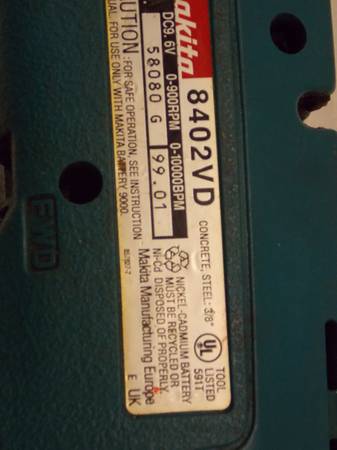 makita
8402VD
CONCRETE, STEEL: 3/8"
DC9.6V 0-900RPM 0-10000BPM
58080 G 99.01
CAUTION: FOR SAFE OPERATION, SEE INSTRUCTION
MANUAL. FOR USE ONLY WITH MAKITA BATTERY 9000.
UL
TOOL
LISTED
591T
NICKEL-CADMIUM BATTERY
MUST BE RECYCLED OR
DISPOSED OF PROPERLY.
Ni-Cd
Makita Manufacturing Europe
E UK
FWD